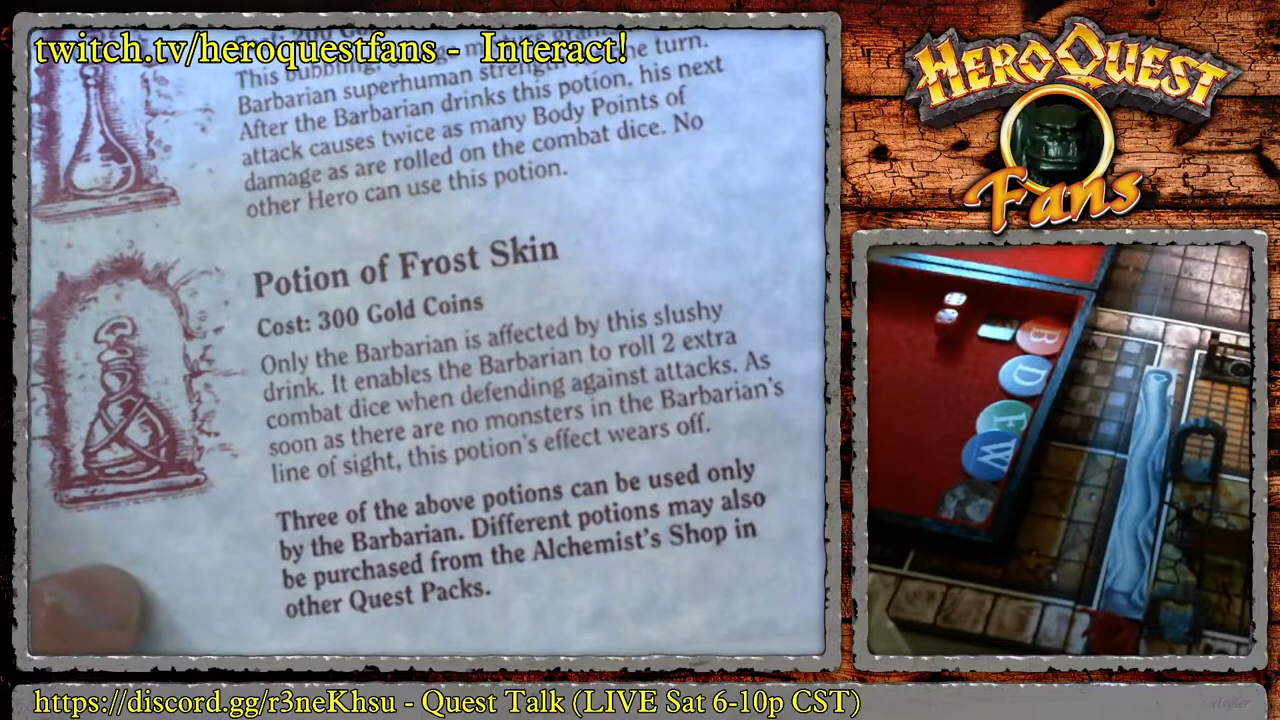 twitch.tv/heroquestfans - Interact!
This bubbling,
Barbarian superhuman strength turn.
After the Barbarian drinks this potion, his next
attack causes twice as many Body Points of
damage as are rolled on the combat dice. No
other Hero can use this potion.
Potion of Frost Skin
Cost: 300 Gold Coins
Only the Barbarian is affected by this slushy
drink. It enables the Barbarian to roll 2 extra
combat dice when defending against attacks. As
soon as there are no monsters in the Barbarian's
line of sight, this potion's effect wears off.
Three of the above potions can be used only
by the Barbarian. Different potions may also
be purchased from the Alchemist's Shop in
other Quest Packs.
HEROQUEST
Fans
B
D
E
W
https://discord.gg/r3neKhsu - Quest Talk (LIVE Sat 6-10p CST)